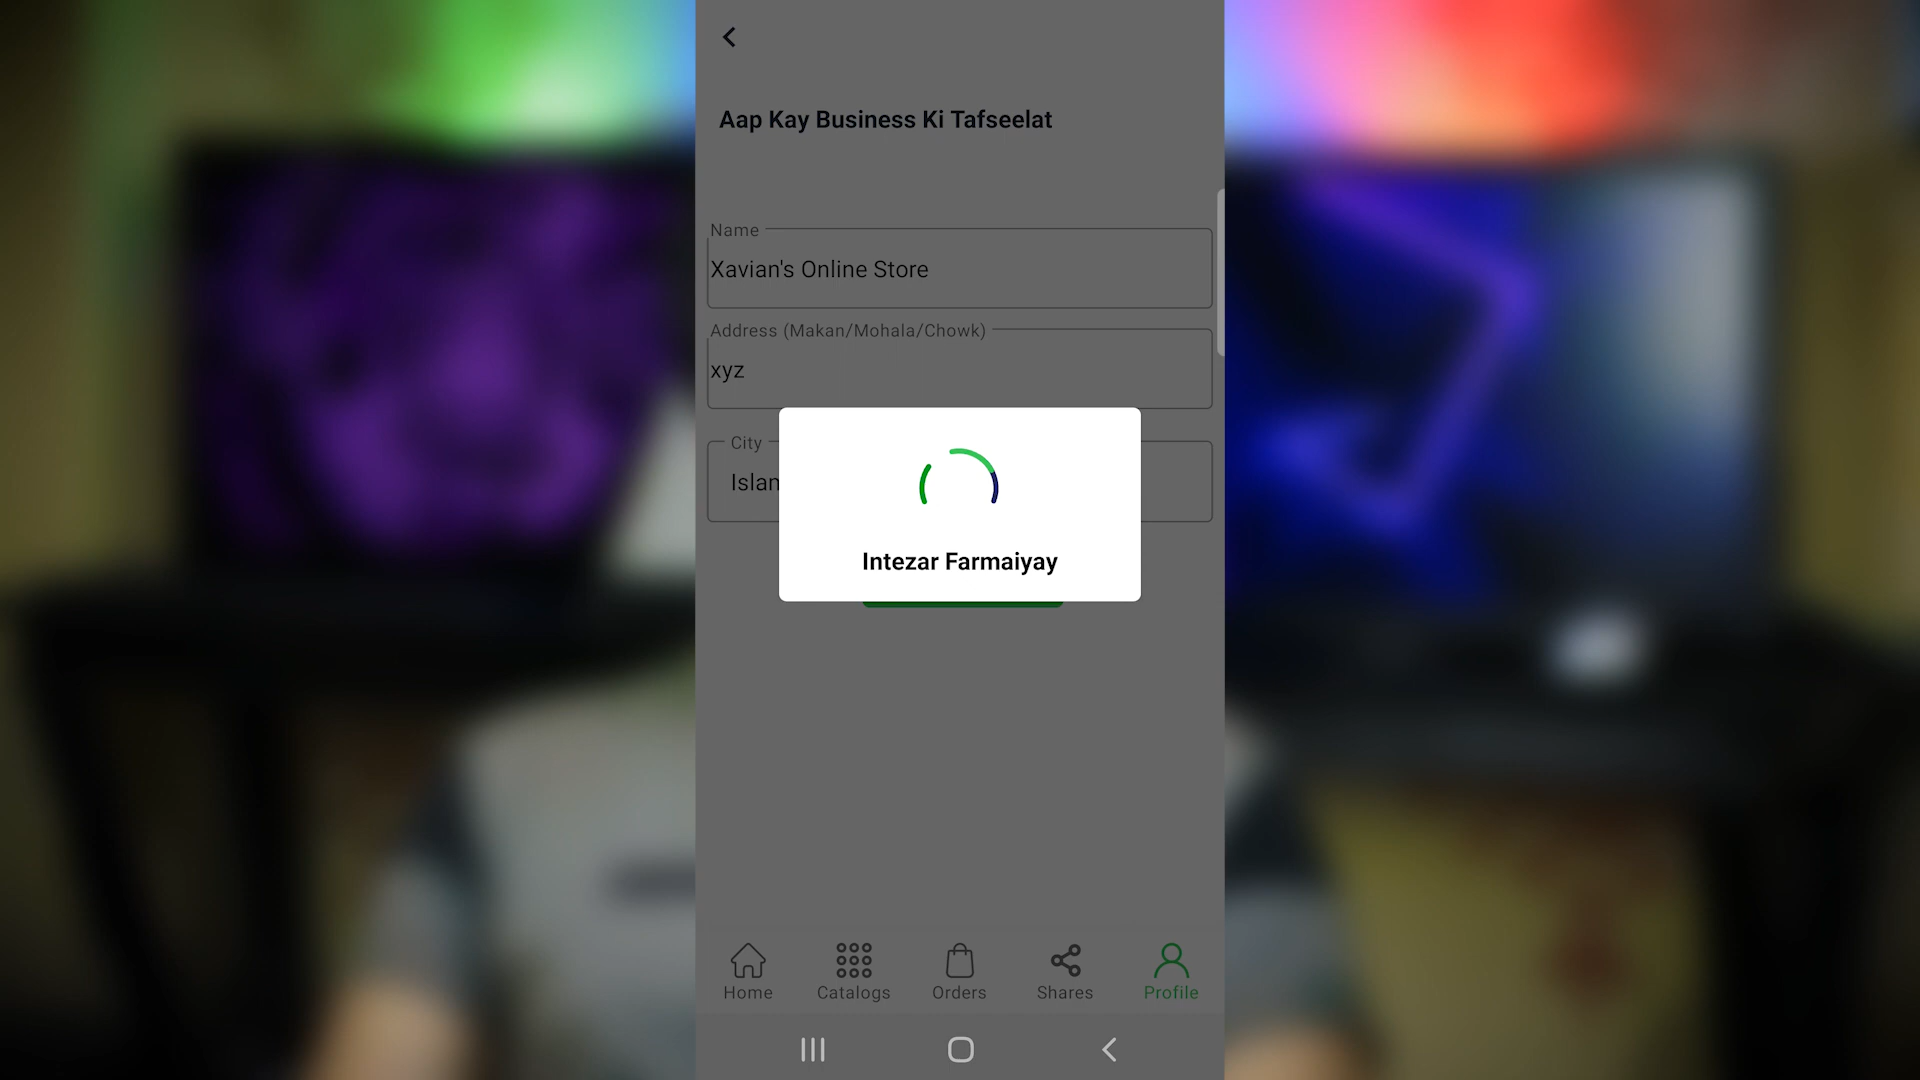 Aap Kay Business Ki Tafseelat
Name
Xavian's Online Store
Address (Makan/Mohala/Chowk)
xyz
City
Islan
Intezar Farmaiyay
Home
Catalogs
Orders
Shares
Profile